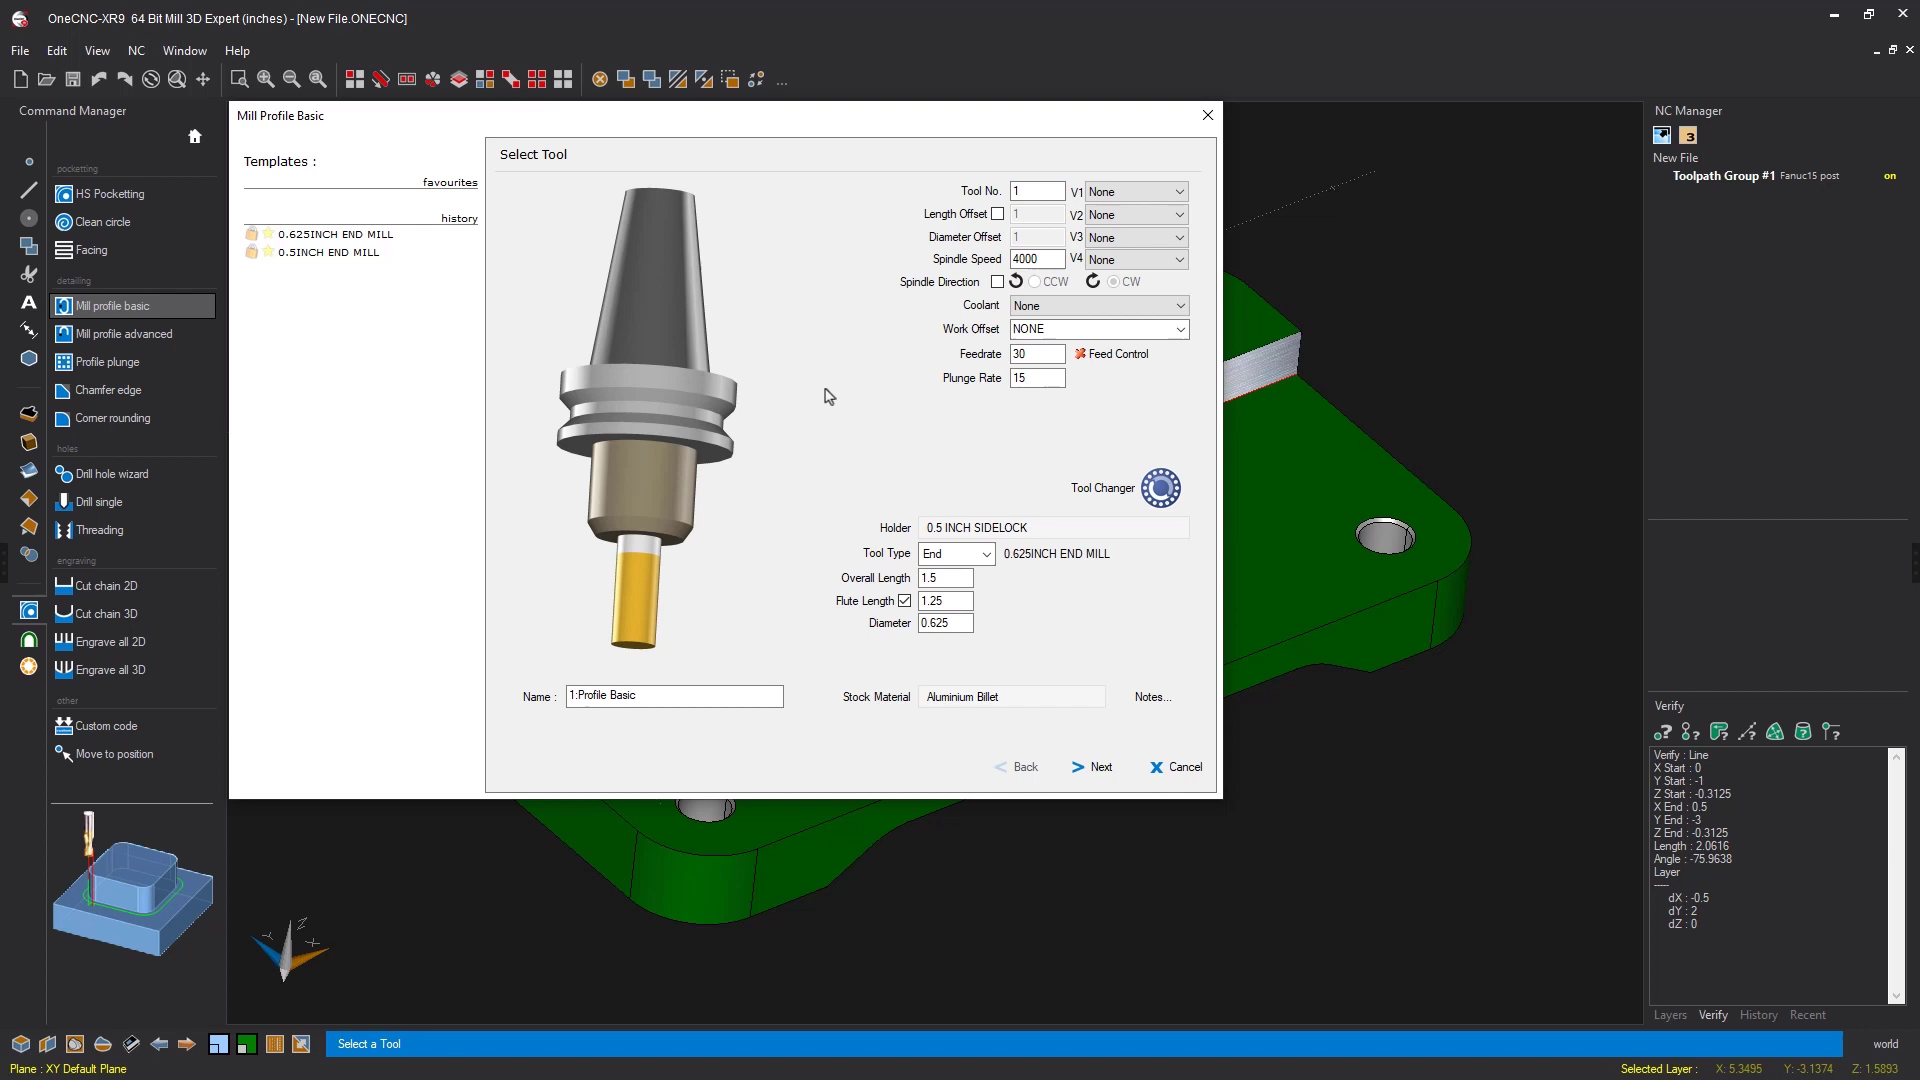 OneCNC-XR9  64 Bit Mill 3D Expert (inches) - [New File.ONECNC]
File Edit View NC Window Help
Command Manager
pocketting
HS Pocketting
Clean circle
Facing
detailing
Mill profile basic
Mill profile advanced
Profile plunge
Chamfer edge
Corner rounding
holes
Drill hole wizard
Drill single
Threading
engraving
Cut chain 2D
Cut chain 3D
Engrave all 2D
Engrave all 3D
other
Custom code
Move to position
Mill Profile Basic
Templates :
favourites
history
0.625INCH END MILL
0.5INCH END MILL
Select Tool
Tool No. 1 V1 None
Length Offset 1 V2 None
Diameter Offset 1 V3 None
Spindle Speed 4000 V4 None
Spindle Direction CCW CW
Coolant None
Work Offset NONE
Feedrate 30 Feed Control
Plunge Rate 15
Tool Changer
Holder 0.5 INCH SIDELOCK
Tool Type End 0.625INCH END MILL
Overall Length 1.5
Flute Length 1.25
Diameter 0.625
Name : 1:Profile Basic Stock Material Aluminium Billet Notes...
< Back > Next X Cancel
NC Manager
3
New File
Toolpath Group #1 Fanuc15 post on
Verify
Verify : Line
X Start : 0
Y Start : -1
Z Start : -0.3125
X End : 0.5
Y End : -3
Z End : -0.3125
Length : 2.0616
Angle : -75.9638
Layer
-----
dX : -0.5
dY : 2
dZ : 0
Layers Verify History Recent
Z
Y
X
Select a Tool
world
Plane : XY Default Plane
Selected Layer : X: 5.3495 Y: -3.1374 Z: 1.5893